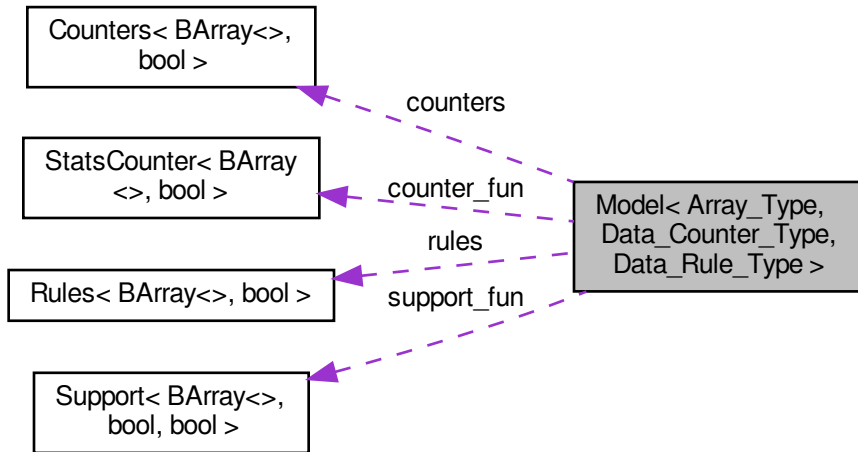 Counters< BArray<>,
bool >
counters
StatsCounter< BArray
<>, bool >
counter_fun
Model< Array_Type,
Data_Counter_Type,
Data_Rule_Type >
rules
Rules< BArray<>, bool >
support_fun
Support< BArray<>,
bool, bool >